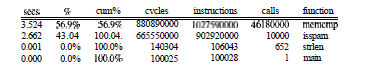 secs % cum% cycles instructions calls function
3.524 56.9% 56.9% 880890000 1027590000 46180000 memcmp
2.662 43.04 100.04. 665550000 902920000 10000 isspam
0.001 0.0% 100.0% 140304 106043 652 strlen
0.000 0.0% 100.0% 100025 100028 1 main